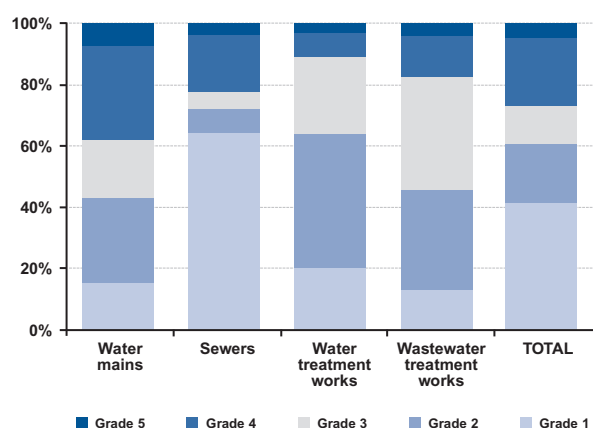 100%
80%
60%
40%
20%
0%
Water
mains
Sewers
Water
treatment
works
Wastewater
treatment
works
TOTAL
Grade 5 Grade 4 Grade 3 Grade 2 Grade 1